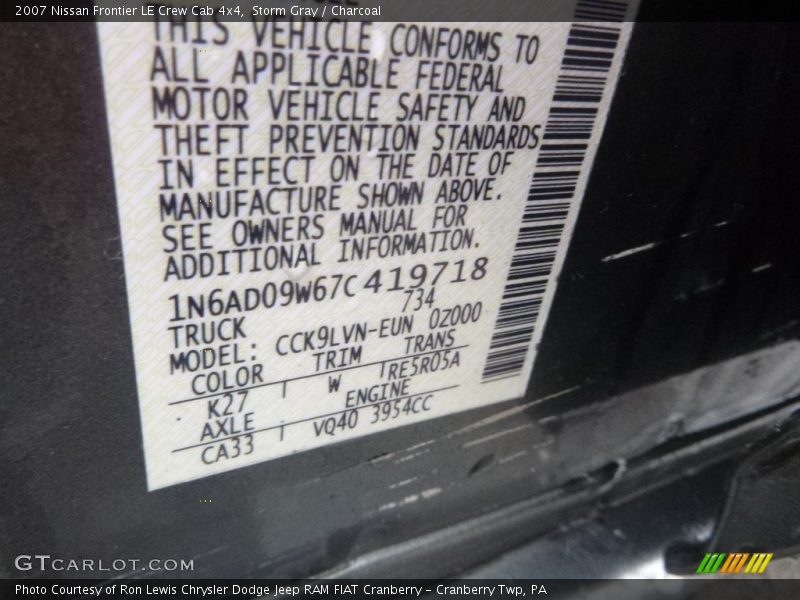 2007 Nissan Frontier LE Crew Cab 4x4, Storm Gray / Charcoal
THIS VEHICLE CONFORMS TO
ALL APPLICABLE FEDERAL
MOTOR VEHICLE SAFETY AND
THEFT PREVENTION STANDARDS
IN EFFECT ON THE DATE OF
MANUFACTURE SHOWN ABOVE.
SEE OWNERS MANUAL FOR
ADDITIONAL INFORMATION.
1N6AD09W67C419718
TRUCK 734
MODEL: CCK9LVN-EUN 0Z000
COLOR TRIM TRANS
K27 W TRE5R05A
AXLE ENGINE
CA33 VQ40 3954CC
GTCARLOT.COM
Photo Courtesy of Ron Lewis Chrysler Dodge Jeep RAM FIAT Cranberry – Cranberry Twp, PA